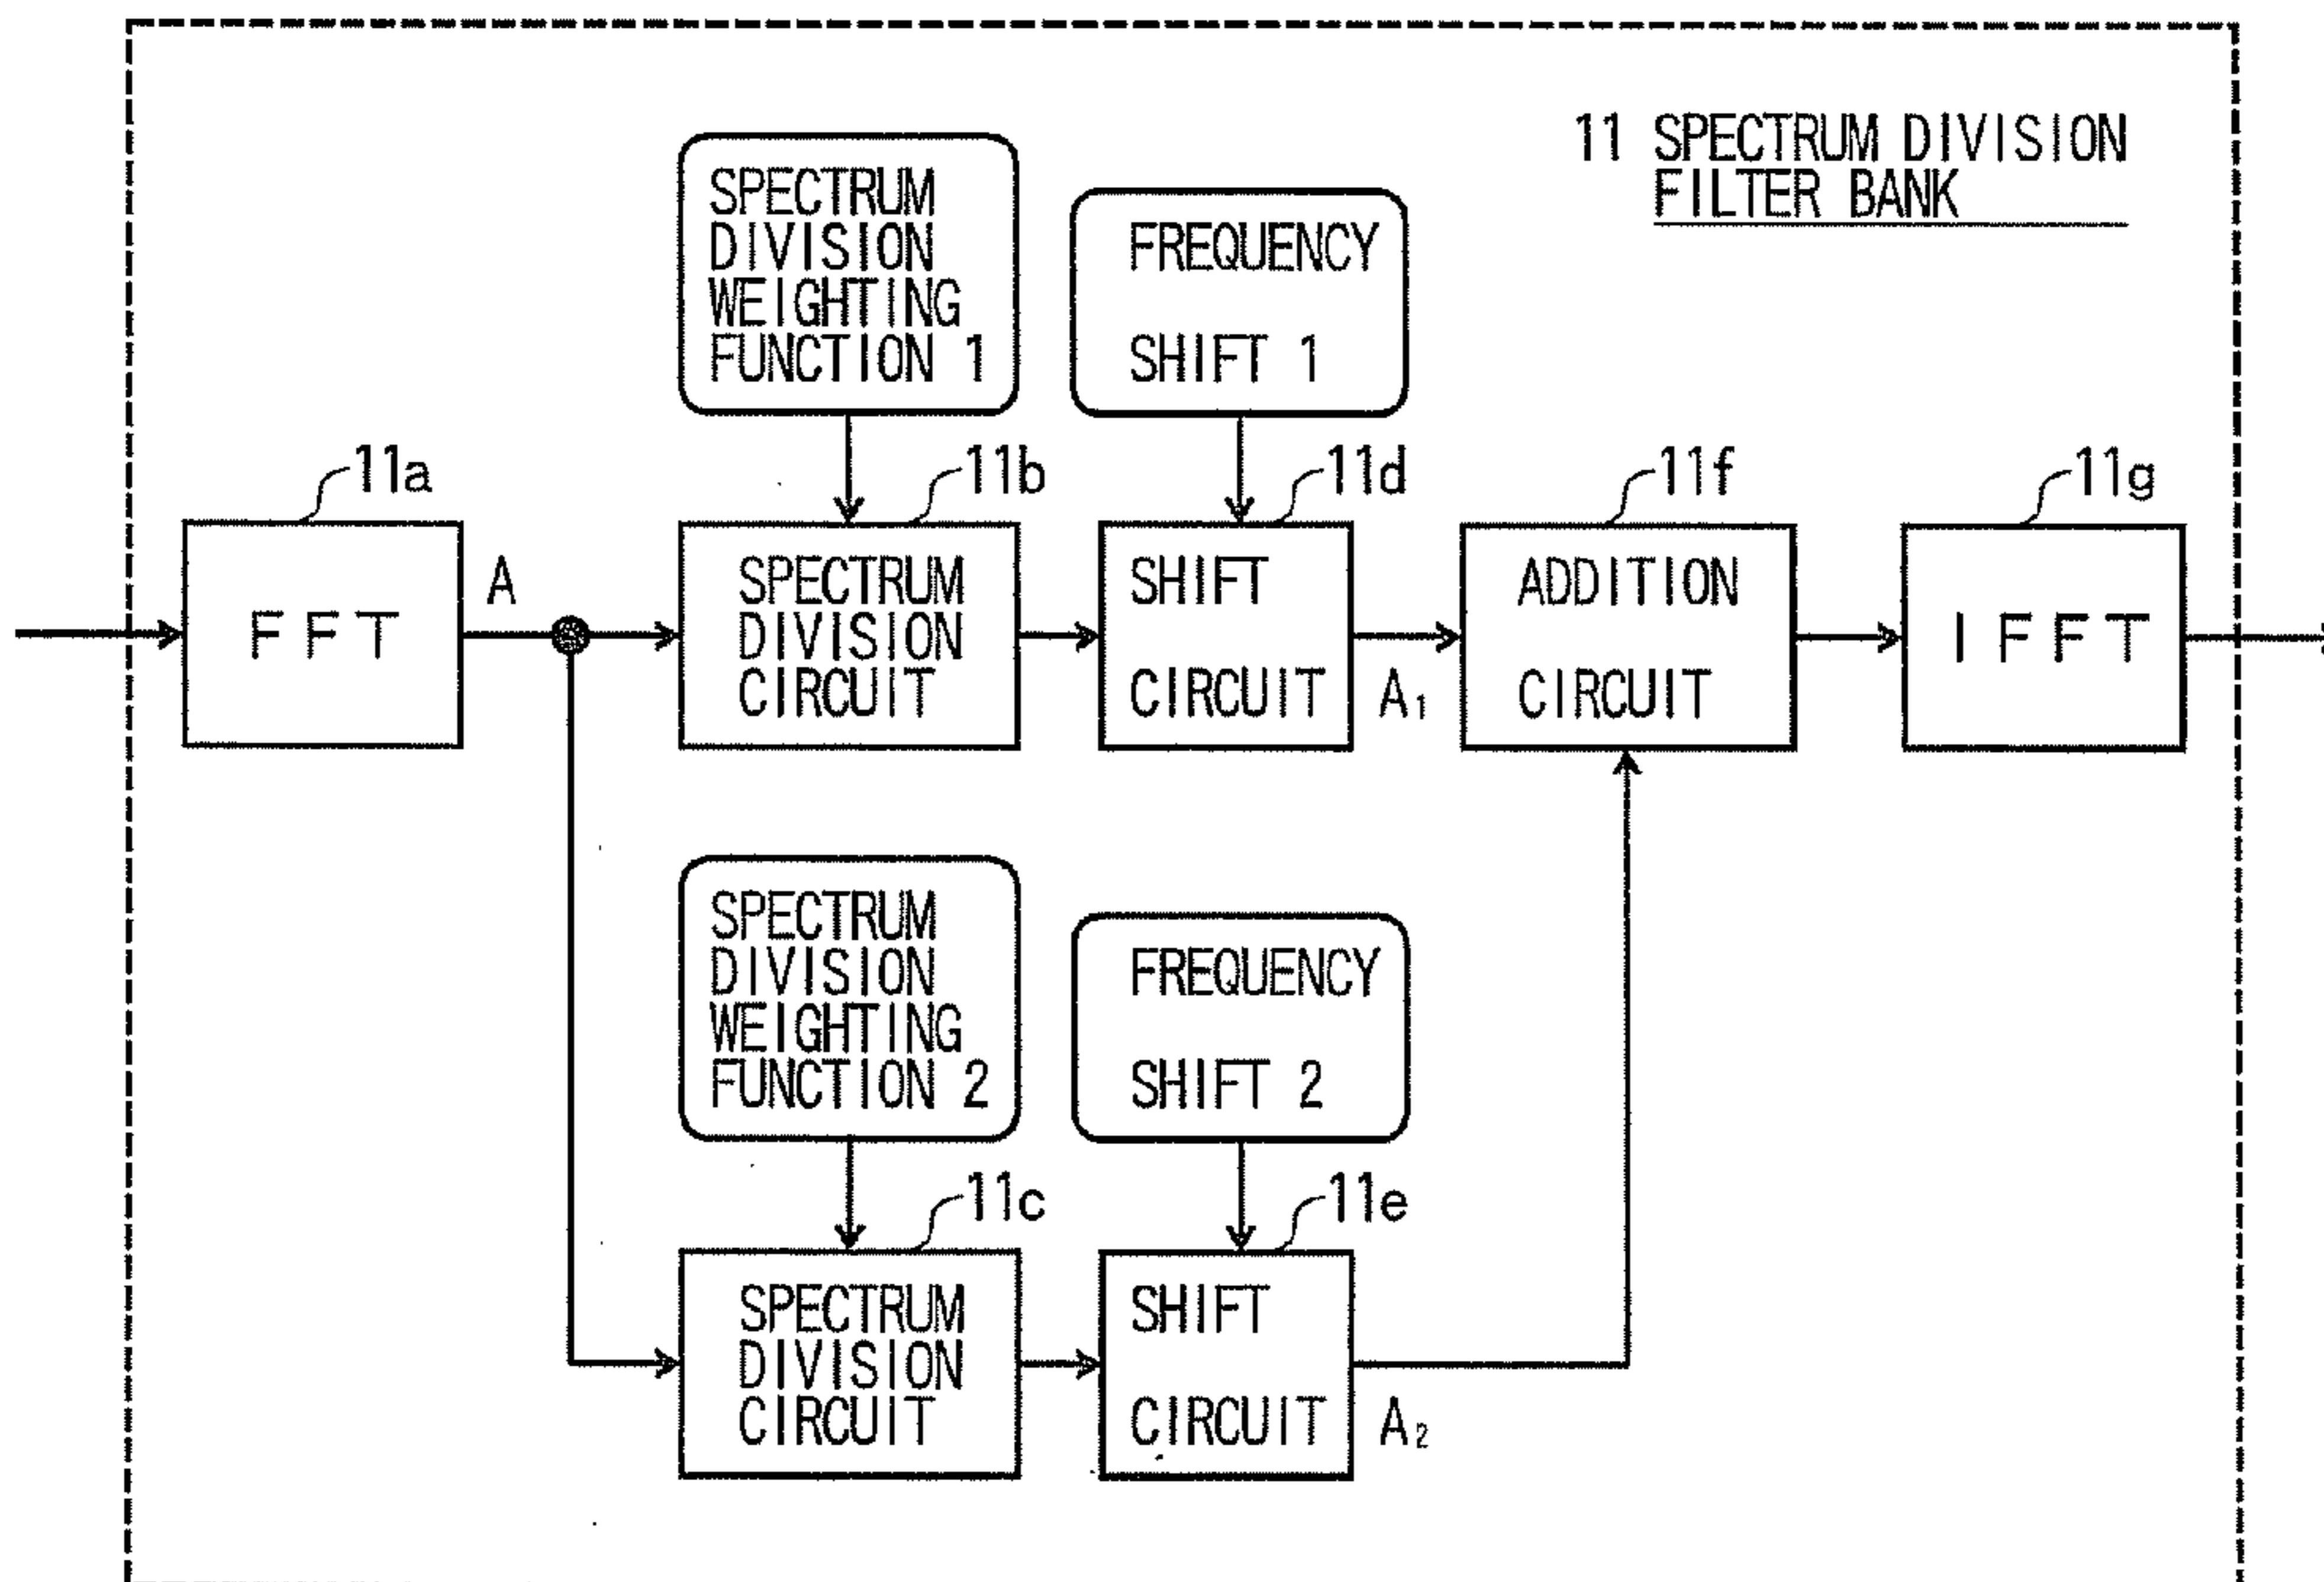 11 SPECTRUM DIVISION
FILTER BANK
SPECTRUM
DIVISION
WEIGHTING
FUNCTION 1
FREQUENCY
SHIFT 1
11a
11b
11d
11f
11g
FFT
A
SPECTRUM
DIVISION
CIRCUIT
SHIFT
CIRCUIT
A₁
ADDITION
CIRCUIT
IFFT
SPECTRUM
DIVISION
WEIGHTING
FUNCTION 2
FREQUENCY
SHIFT 2
11c
11e
SPECTRUM
DIVISION
CIRCUIT
SHIFT
CIRCUIT
A₂